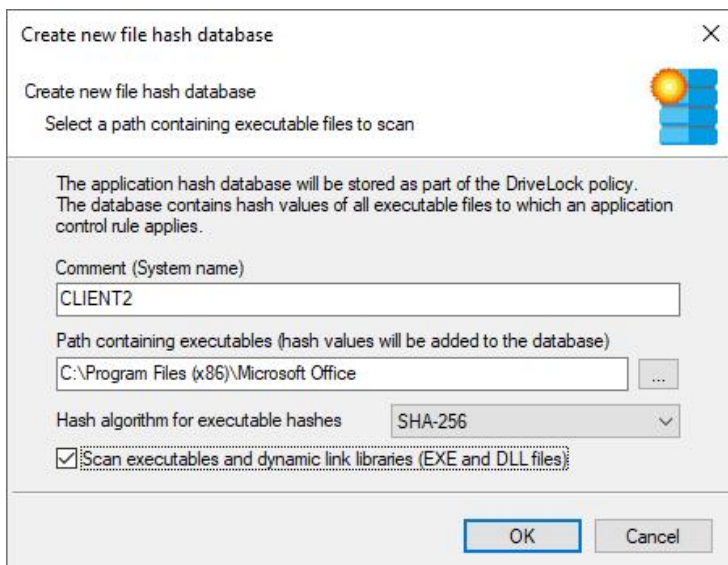 Create new file hash database
Create new file hash database
Select a path containing executable files to scan
The application hash database will be stored as part of the DriveLock policy.
The database contains hash values of all executable files to which an application
control rule applies.
Comment (System name)
CLIENT2
Path containing executables (hash values will be added to the database)
C:\Program Files (x86)\Microsoft Office
...
Hash algorithm for executable hashes
SHA-256
Scan executables and dynamic link libraries (EXE and DLL files)
OK
Cancel